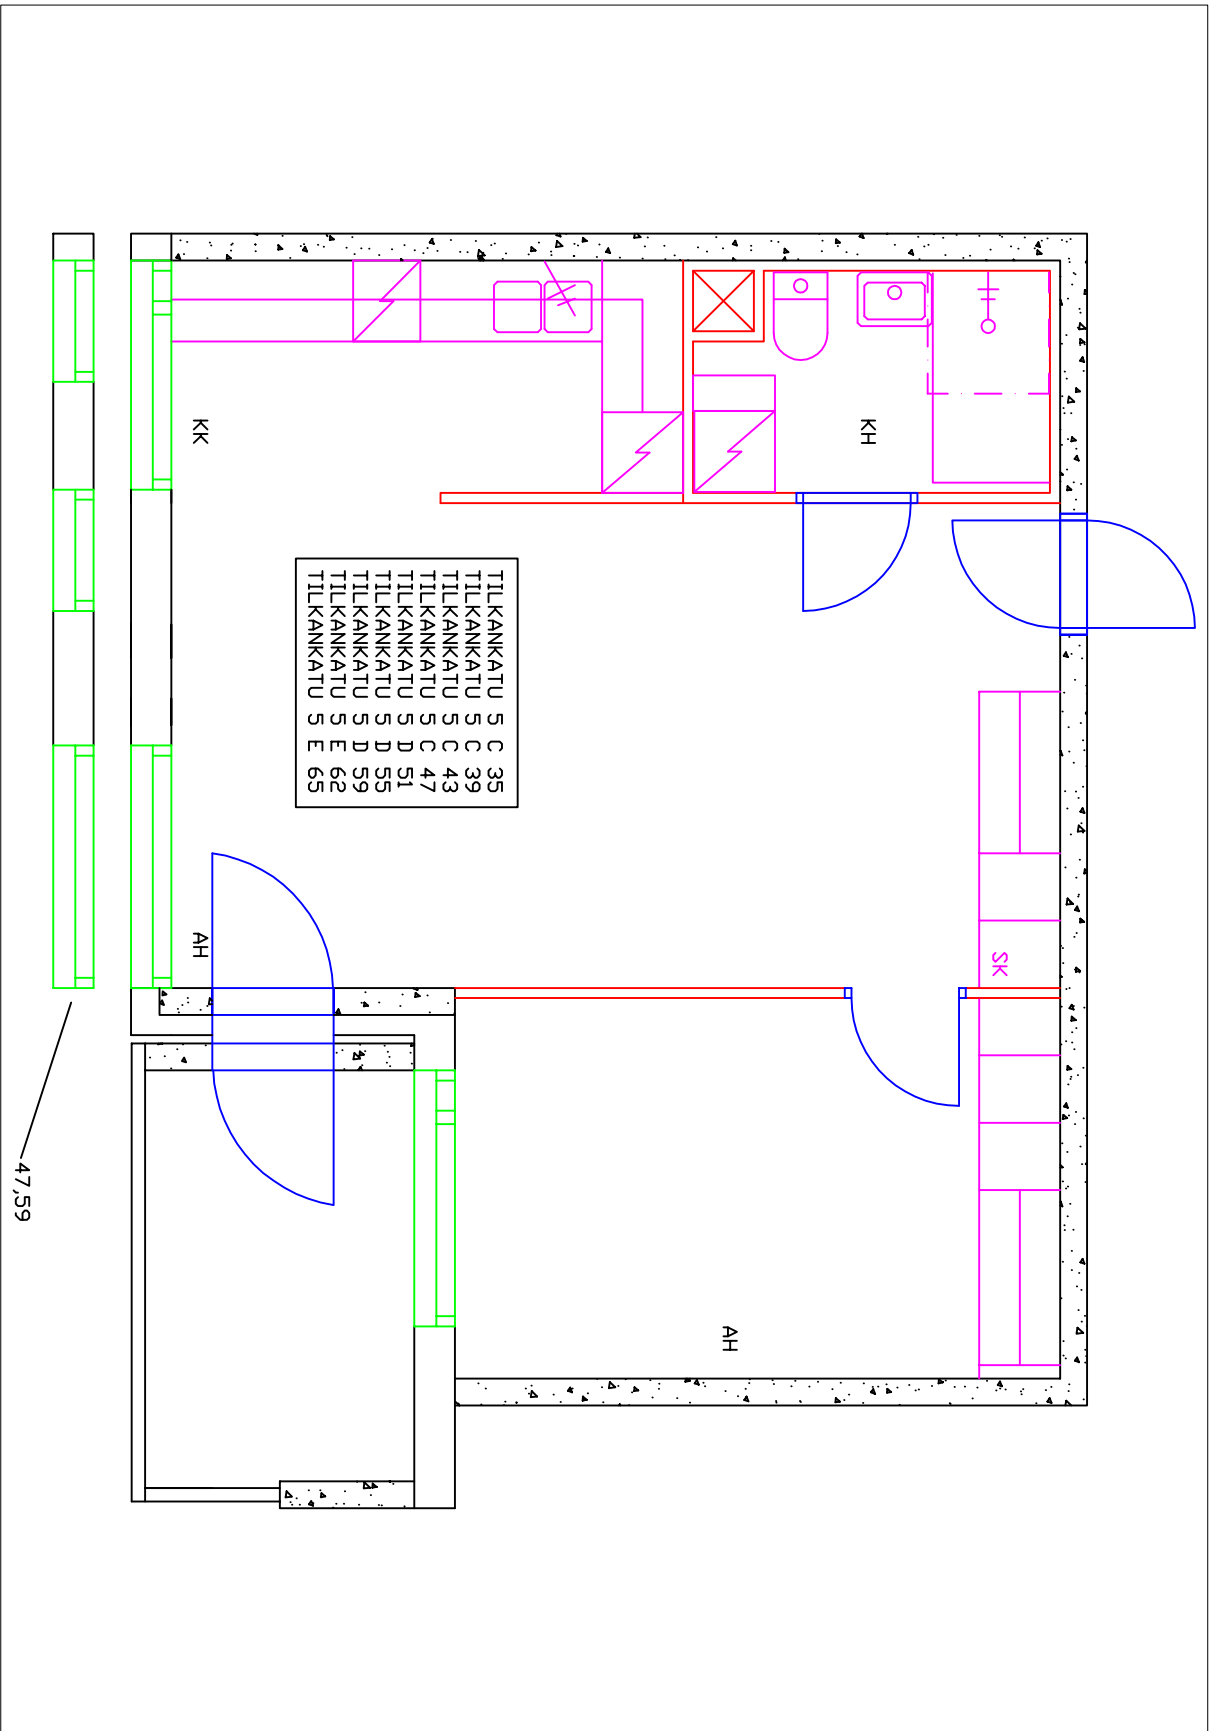 KK
KH
TILKANKATU 5 C 35
TILKANKATU 5 C 39
TILKANKATU 5 C 43
TILKANKATU 5 C 47
TILKANKATU 5 D 51
TILKANKATU 5 D 55
TILKANKATU 5 D 59
TILKANKATU 5 E 62
TILKANKATU 5 E 65
SK
AH
AH
47,59